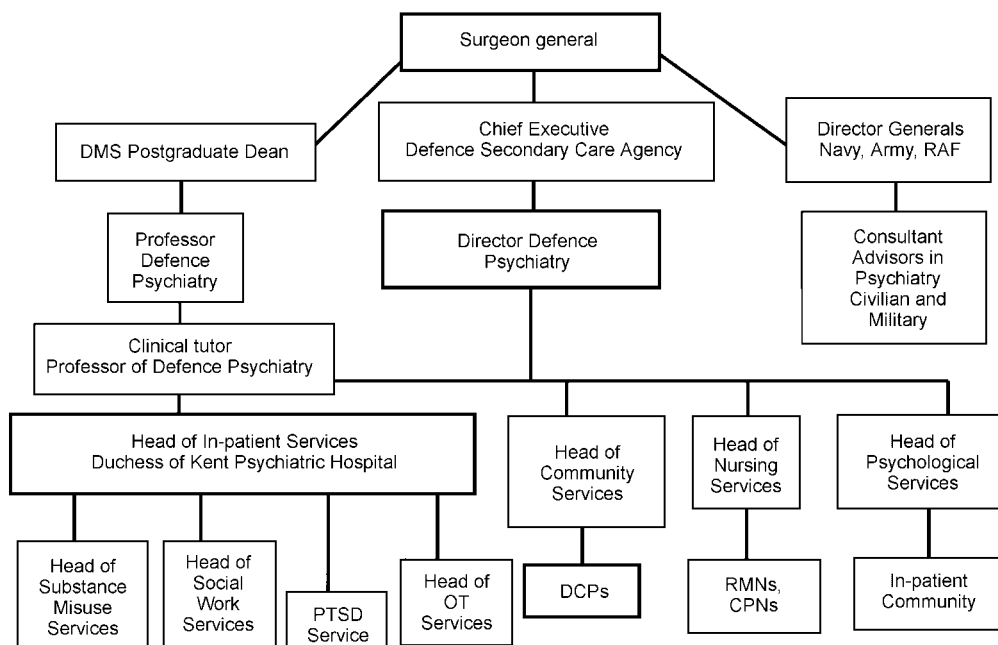 Surgeon general
DMS Postgraduate Dean
Chief Executive
Defence Secondary Care Agency
Director Generals
Navy, Army, RAF
Professor
Defence
Psychiatry
Director Defence
Psychiatry
Consultant
Advisors in
Psychiatry
Civilian and
Military
Clinical tutor
Professor of Defence Psychiatry
Head of In-patient Services
Duchess of Kent Psychiatric Hospital
Head of
Community
Services
Head of
Nursing
Services
Head of
Psychological
Services
Head of
Substance
Misuse
Services
Head of
Social
Work
Services
PTSD
Service
Head of
OT
Services
DCPs
RMNs,
CPNs
In-patient
Community